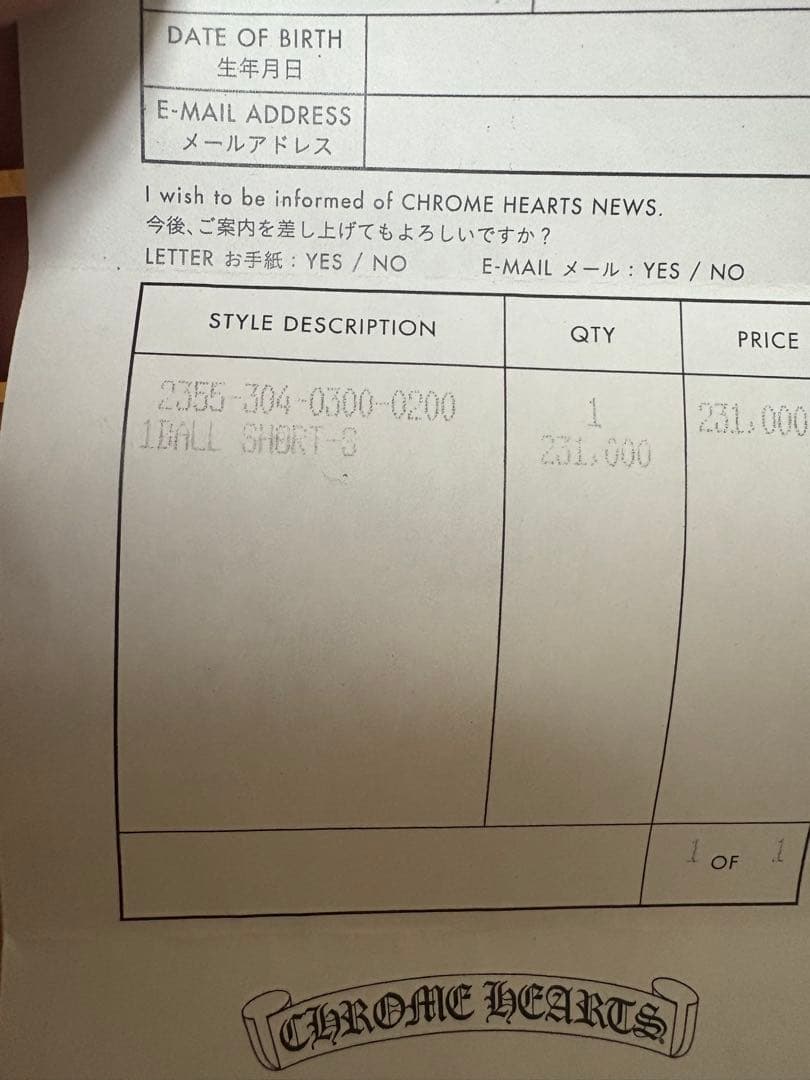 DATE OF BIRTH
生年月日
E-MAIL ADDRESS
メールアドレス
I wish to be informed of CHROME HEARTS NEWS.
今後、ご案内を差し上げてもよろしいですか？
LETTER お手紙 : YES / NO E-MAIL メール : YES / NO
STYLE DESCRIPTION QTY PRICE
2355-304-0300-0200 1 231,000
1BALL SHORT-S 231,000
1 OF 1
CHROME HEARTS